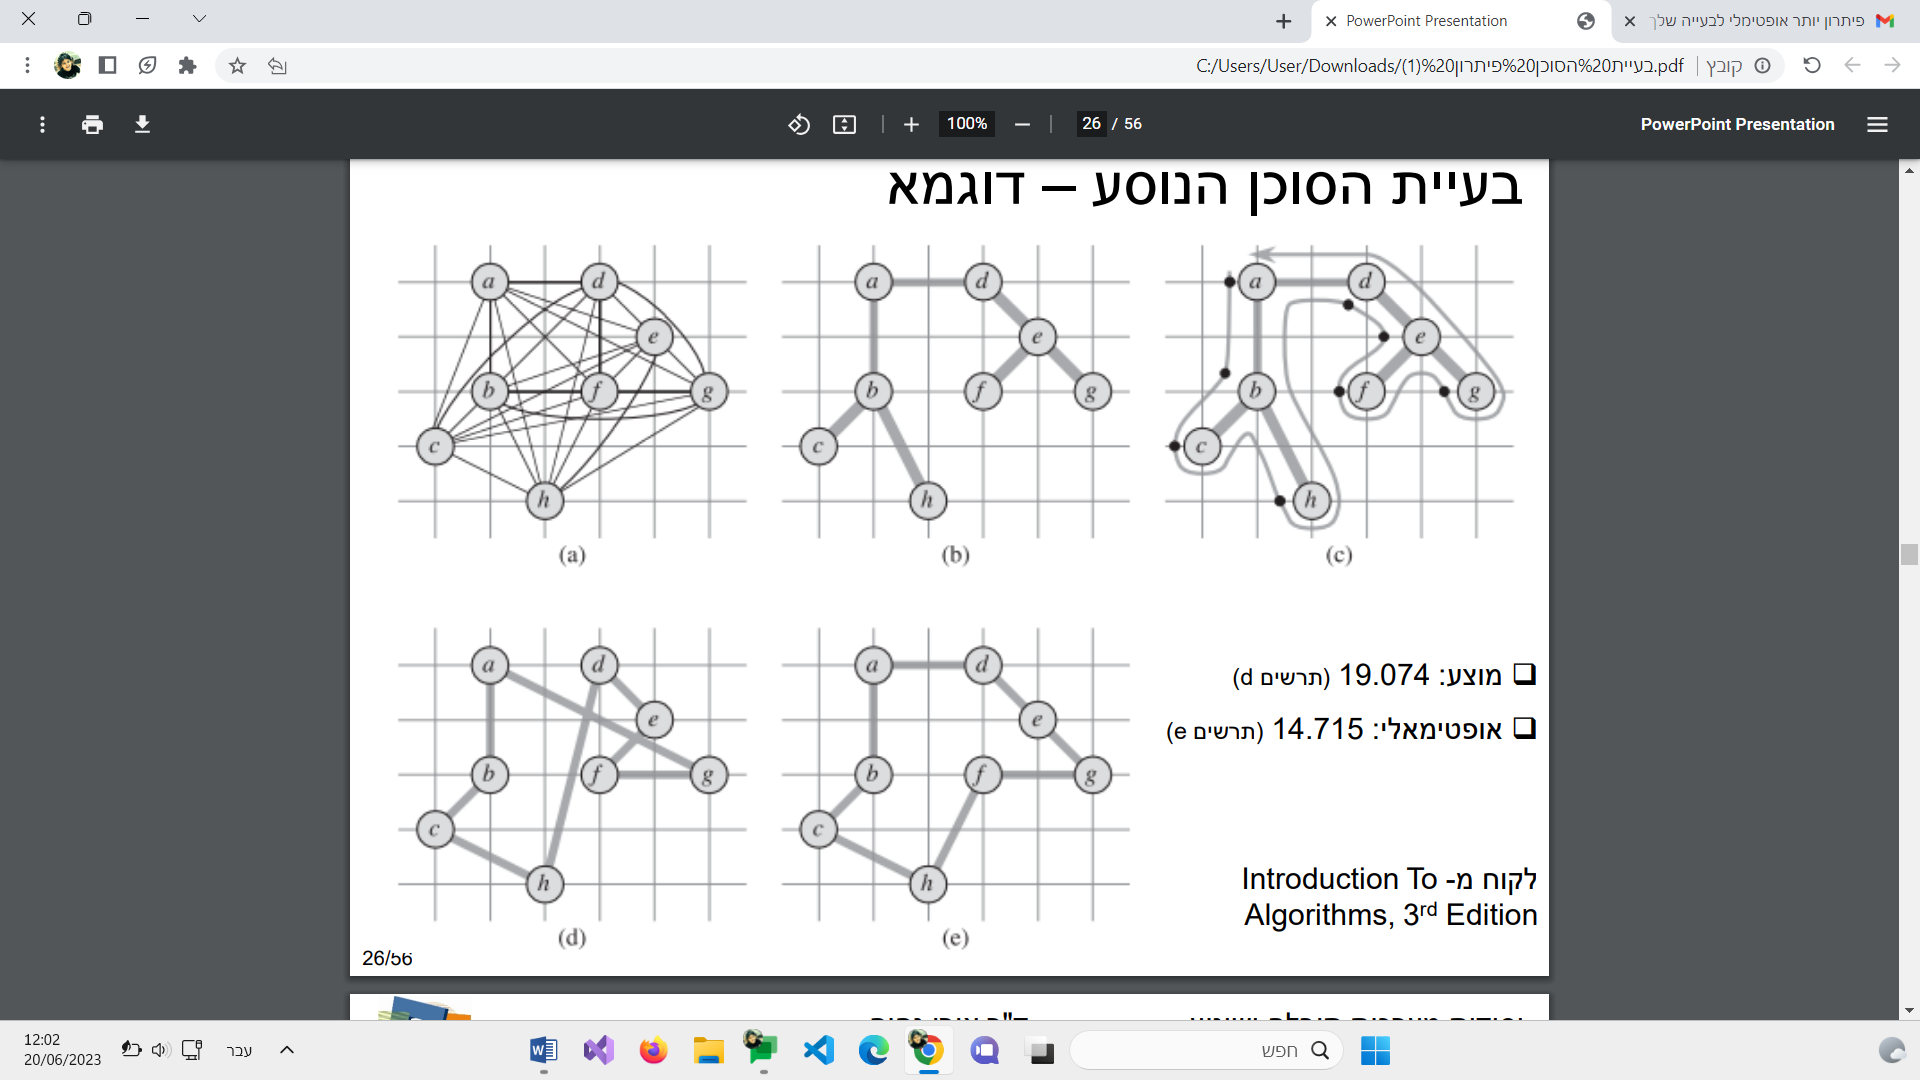 פיתרון יותר אופטימלי לבעייה שלך
PowerPoint Presentation
קובץ
C:/Users/User/Downloads/(1)%20בעיית%20הסוכן%20פיתרון.pdf
PowerPoint Presentation
26 / 56
100%
בעיית הסוכן הנוסע – דוגמא
a d e b f g c h
(a)
a d e b f g c h
(b)
a d e b f g c h
(c)
a d e b f g c h
(d)
a d e b f g c h
(e)
מוצע: 19.074 (תרשים d)
אופטימאלי: 14.715 (תרשים e)
לקוח מ- Introduction To
Algorithms, 3rd Edition
26/56
חפש
עבר
12:02
20/06/2023